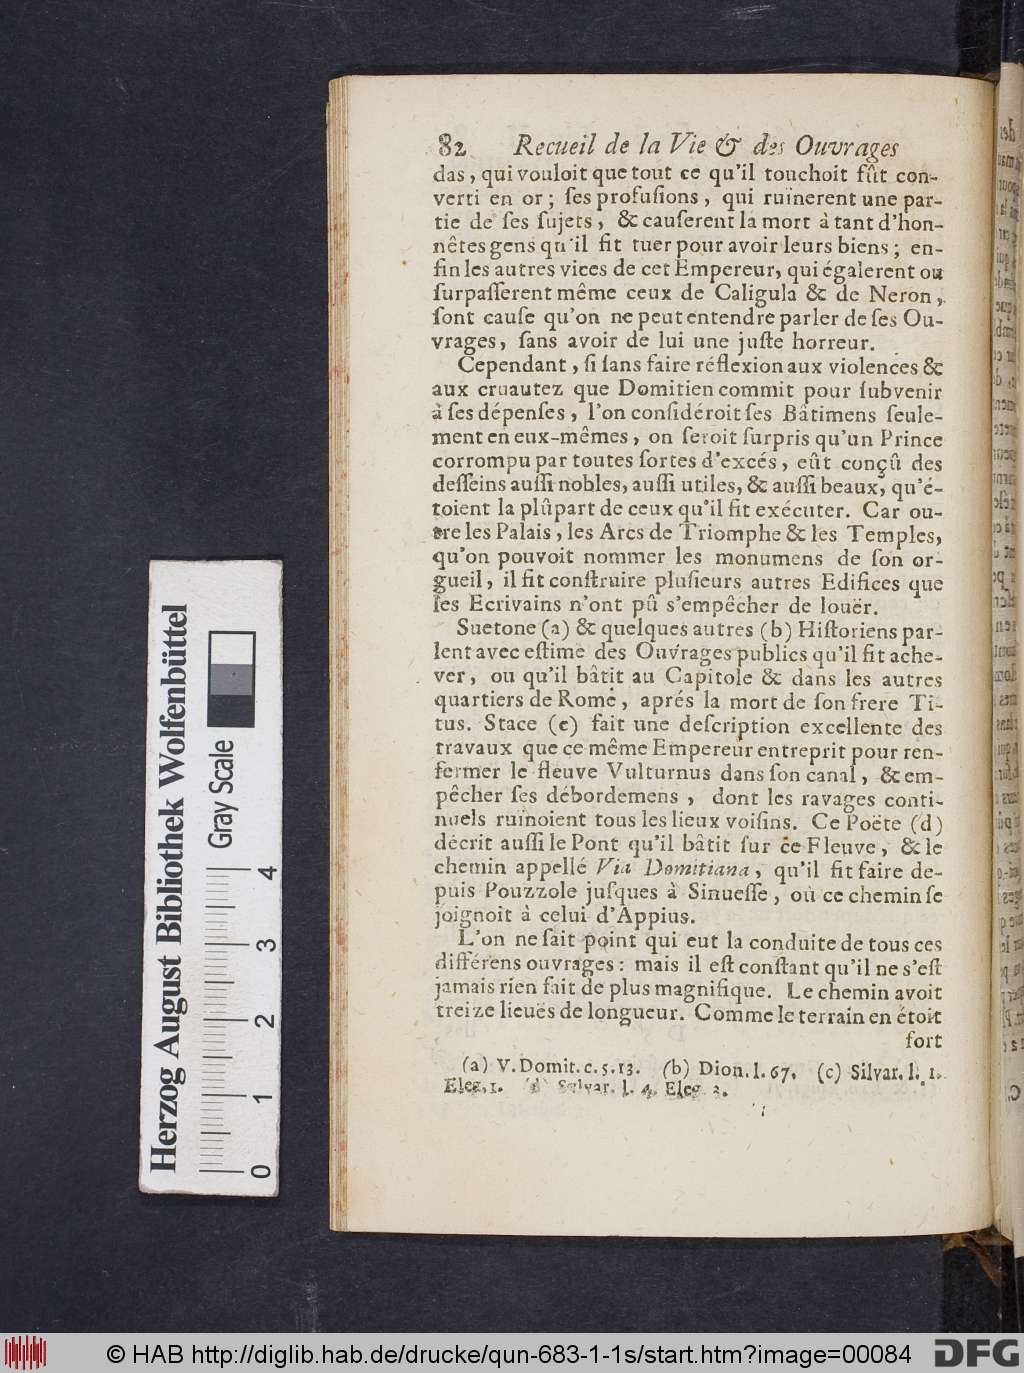 82 Recueil de la Vie & des Ouvrages
das, qui vouloit que tout ce qu'il touchoit fût con-
verti en or; ſes profuſions, qui ruïnerent une par-
tie de ſes ſujets, & cauſerent la mort à tant d'hon-
nêtes gens qu'il fit tuer pour avoir leurs biens; en-
fin les autres vices de cet Empereur, qui égalerent ou
ſurpaſſerent même ceux de Caligula & de Neron,
ſont cauſe qu'on ne peut entendre parler de ſes Ou-
vrages, ſans avoir de lui une juſte horreur.
Cependant, ſi ſans faire réflexion aux violences &
aux cruautez que Domitien commit pour ſubvenir
à ſes dépenſes, l'on conſidéroit ſes Bâtimens ſeule-
ment en eux-mêmes, on ſeroit ſurpris qu'un Prince
corrompu par toutes ſortes d'excés, eût conçû des
deſſeins auſſi nobles, auſſi utiles, & auſſi beaux, qu'é-
toient la plûpart de ceux qu'il fit exécuter. Car ou-
tre les Palais, les Arcs de Triomphe & les Temples,
qu'on pouvoit nommer les monumens de ſon or-
gueil, il fit conſtruire pluſieurs autres Edifices que
les Ecrivains n'ont pû s'empêcher de louër.
Suetone (a) & quelques autres (b) Hiſtoriens par-
lent avec eſtime des Ouvrages publics qu'il fit ache-
ver, ou qu'il bâtit au Capitole & dans les autres
quartiers de Rome, aprés la mort de ſon frere Ti-
tus. Stace (c) fait une deſcription excellente des
travaux que ce même Empereur entreprit pour ren-
fermer le fleuve Vulturnus dans ſon canal, & em-
pêcher ſes débordemens, dont les ravages conti-
nuels ruïnoient tous les lieux voiſins. Ce Poëte (d)
décrit auſſi le Pont qu'il bâtit ſur ce Fleuve, & le
chemin appellé Via Domitiana, qu'il fit faire de-
puis Pouzzole juſques à Sinueſſe, où ce chemin ſe
joignoit à celui d'Appius.
L'on ne ſait point qui eut la conduite de tous ces
différens ouvrages: mais il eſt conſtant qu'il ne s'eſt
jamais rien fait de plus magnifique. Le chemin avoit
treize lieuës de longueur. Comme le terrain en étoit
fort
(a) V. Domit. c. 5. 13. (b) Dion. l. 67. (c) Silvar. l. 1.
Eleg. 1. (d) Sylvar. l. 4. Eleg. 3.
Herzog August Bibliothek Wolfenbüttel
Gray Scale
0 1 2 3 4
© HAB http://diglib.hab.de/drucke/qun-683-1-1s/start.htm?image=00084
DFG